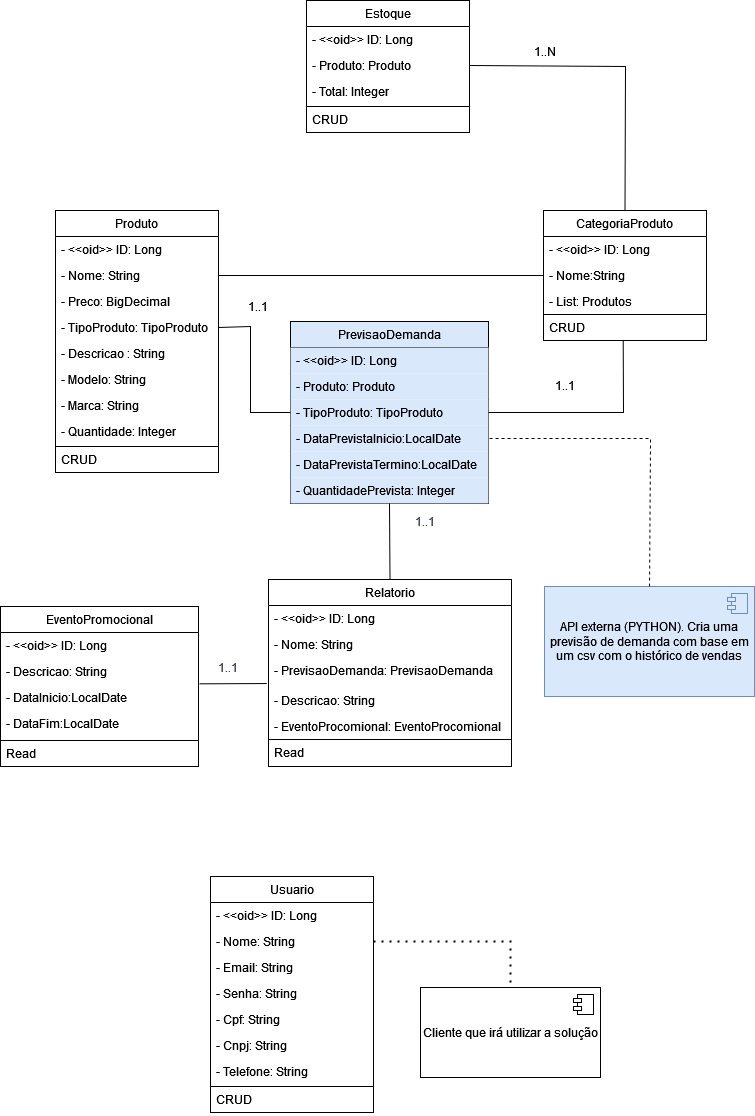 Estoque
- <<oid>> ID: Long
- Produto: Produto
- Total: Integer
CRUD
1..N
Produto
- <<oid>> ID: Long
- Nome: String
- Preco: BigDecimal
- TipoProduto: TipoProduto
- Descricao : String
- Modelo: String
- Marca: String
- Quantidade: Integer
CRUD
CategoriaProduto
- <<oid>> ID: Long
- Nome:String
- List: Produtos
CRUD
1..1
PrevisaoDemanda
- <<oid>> ID: Long
- Produto: Produto
- TipoProduto: TipoProduto
- DataPrevistaInicio:LocalDate
- DataPrevistaTermino:LocalDate
- QuantidadePrevista: Integer
1..1
1..1
EventoPromocional
- <<oid>> ID: Long
- Descricao: String
- DataInicio:LocalDate
- DataFim:LocalDate
Read
1..1
Relatorio
- <<oid>> ID: Long
- Nome: String
- PrevisaoDemanda: PrevisaoDemanda
- Descricao: String
- EventoProcomional: EventoProcomional
Read
API externa (PYTHON). Cria uma
previsão de demanda com base em
um csv com o histórico de vendas
Usuario
- <<oid>> ID: Long
- Nome: String
- Email: String
- Senha: String
- Cpf: String
- Cnpj: String
- Telefone: String
CRUD
Cliente que irá utilizar a solução